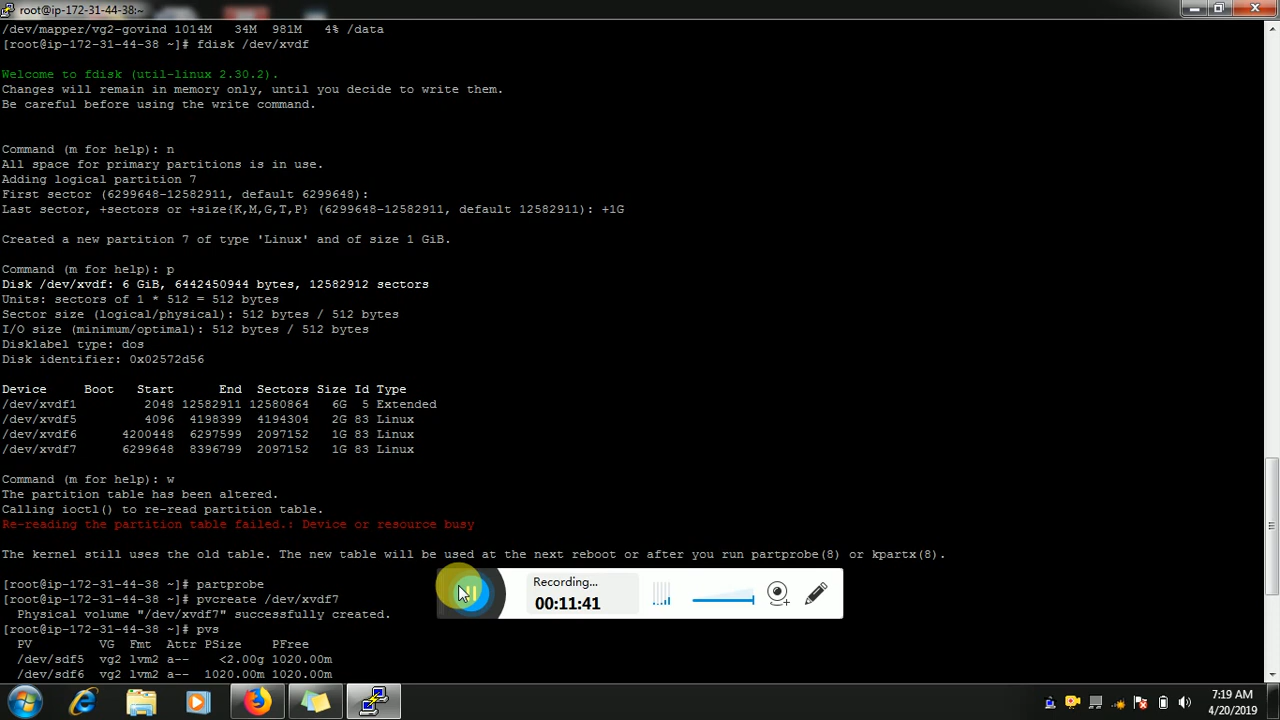 root@ip-172-31-44-38:~
/dev/mapper/vg2-govind 1014M   34M  981M   4% /data
[root@ip-172-31-44-38 ~]# fdisk /dev/xvdf
Welcome to fdisk (util-linux 2.30.2).
Changes will remain in memory only, until you decide to write them.
Be careful before using the write command.
Command (m for help): n
All space for primary partitions is in use.
Adding logical partition 7
First sector (6299648-12582911, default 6299648):
Last sector, +sectors or +size{K,M,G,T,P} (6299648-12582911, default 12582911): +1G
Created a new partition 7 of type 'Linux' and of size 1 GiB.
Command (m for help): p
Disk /dev/xvdf: 6 GiB, 6442450944 bytes, 12582912 sectors
Units: sectors of 1 * 512 = 512 bytes
Sector size (logical/physical): 512 bytes / 512 bytes
I/O size (minimum/optimal): 512 bytes / 512 bytes
Disklabel type: dos
Disk identifier: 0x02572d56
Device     Boot   Start      End  Sectors Size Id Type
/dev/xvdf1         2048 12582911 12580864   6G  5 Extended
/dev/xvdf5         4096  4198399  4194304   2G 83 Linux
/dev/xvdf6      4200448  6297599  2097152   1G 83 Linux
/dev/xvdf7      6299648  8396799  2097152   1G 83 Linux
Command (m for help): w
The partition table has been altered.
Calling ioctl() to re-read partition table.
Re-reading the partition table failed.: Device or resource busy
The kernel still uses the old table. The new table will be used at the next reboot or after you run partprobe(8) or kpartx(8).
[root@ip-172-31-44-38 ~]# partprobe
[root@ip-172-31-44-38 ~]# pvcreate /dev/xvdf7
Physical volume "/dev/xvdf7" successfully created.
[root@ip-172-31-44-38 ~]# pvs
PV         VG  Fmt  Attr PSize    PFree
/dev/sdf5  vg2 lvm2 a--    <2.00g 1020.00m
/dev/sdf6  vg2 lvm2 a--  1020.00m 1020.00m
Recording...
00:11:41
7:19 AM
4/20/2019